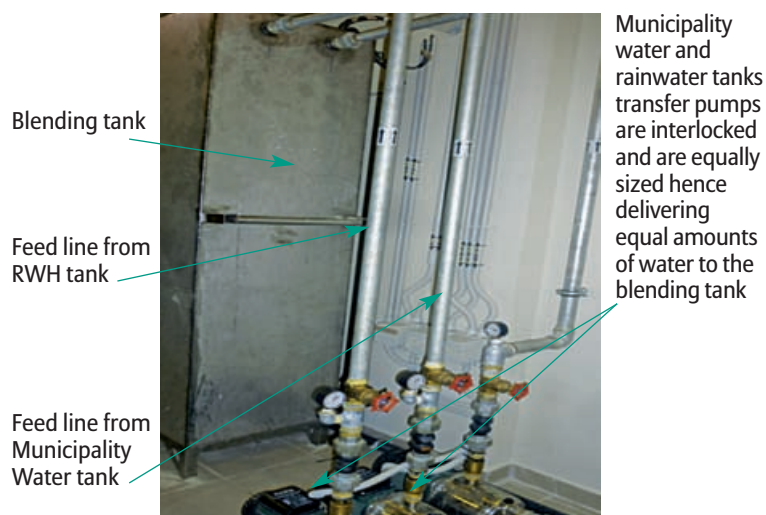 Blending tank
Feed line from
RWH tank
Feed line from
Municipality
Water tank
Municipality
water and
rainwater tanks
transfer pumps
are interlocked
and are equally
sized hence
delivering
equal amounts
of water to the
blending tank